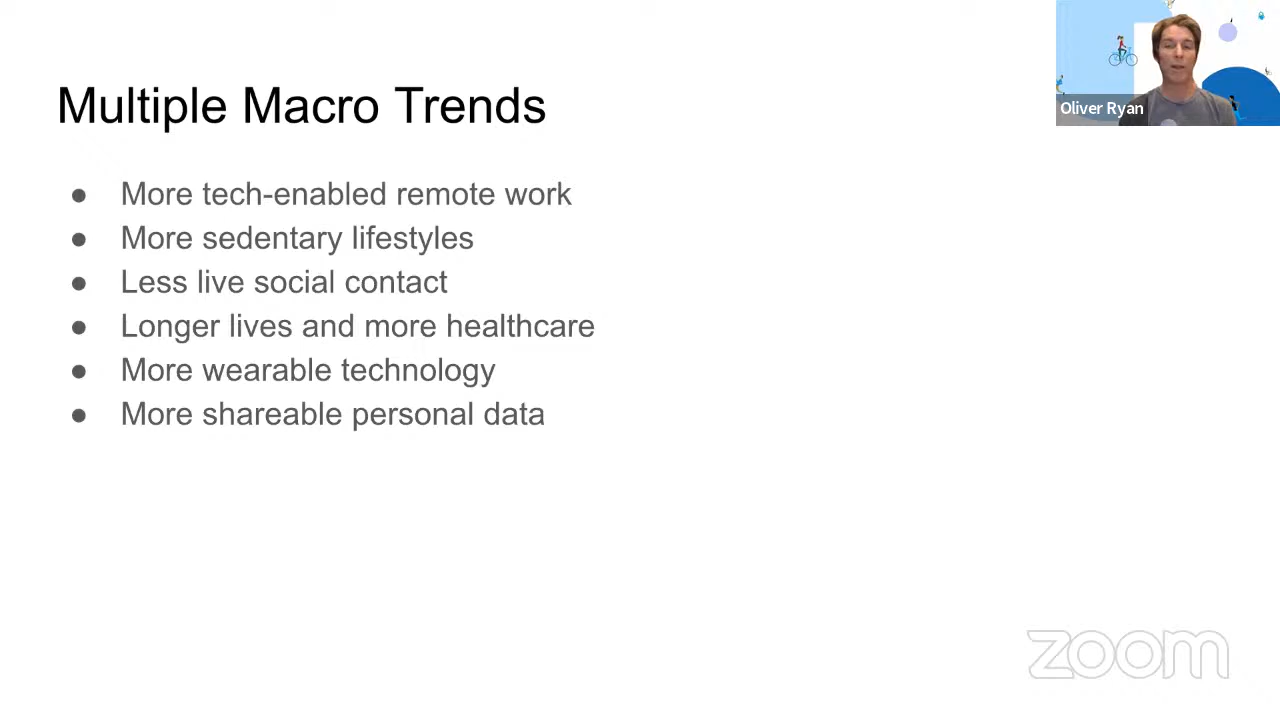 Oliver Ryan
Multiple Macro Trends
● More tech-enabled remote work
● More sedentary lifestyles
● Less live social contact
● Longer lives and more healthcare
● More wearable technology
● More shareable personal data
zoom